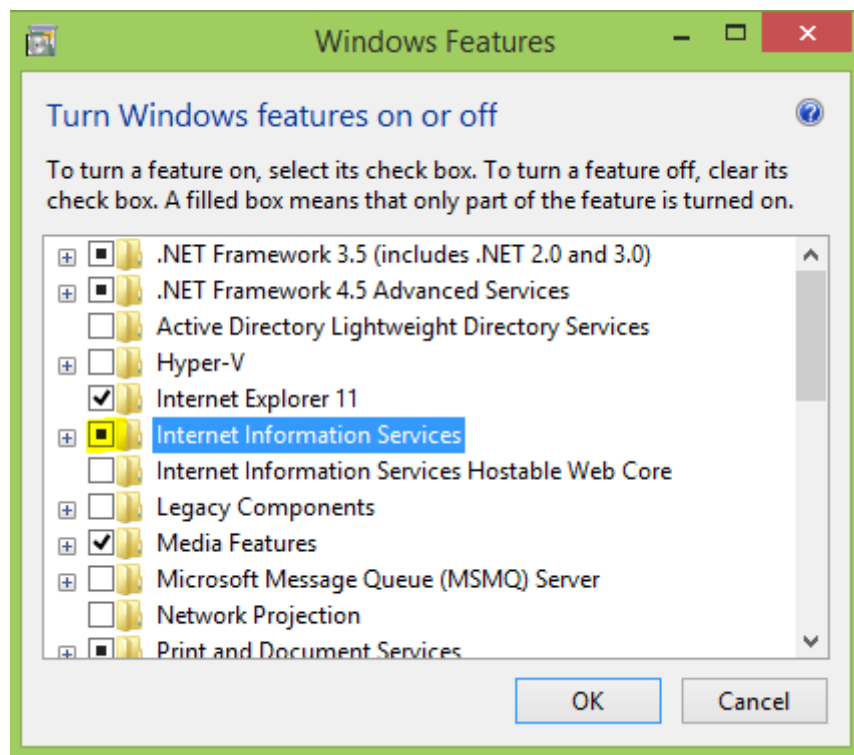 Windows Features
Turn Windows features on or off
To turn a feature on, select its check box. To turn a feature off, clear its
check box. A filled box means that only part of the feature is turned on.
.NET Framework 3.5 (includes .NET 2.0 and 3.0)
.NET Framework 4.5 Advanced Services
Active Directory Lightweight Directory Services
Hyper-V
Internet Explorer 11
Internet Information Services
Internet Information Services Hostable Web Core
Legacy Components
Media Features
Microsoft Message Queue (MSMQ) Server
Network Projection
Print and Document Services
OK Cancel